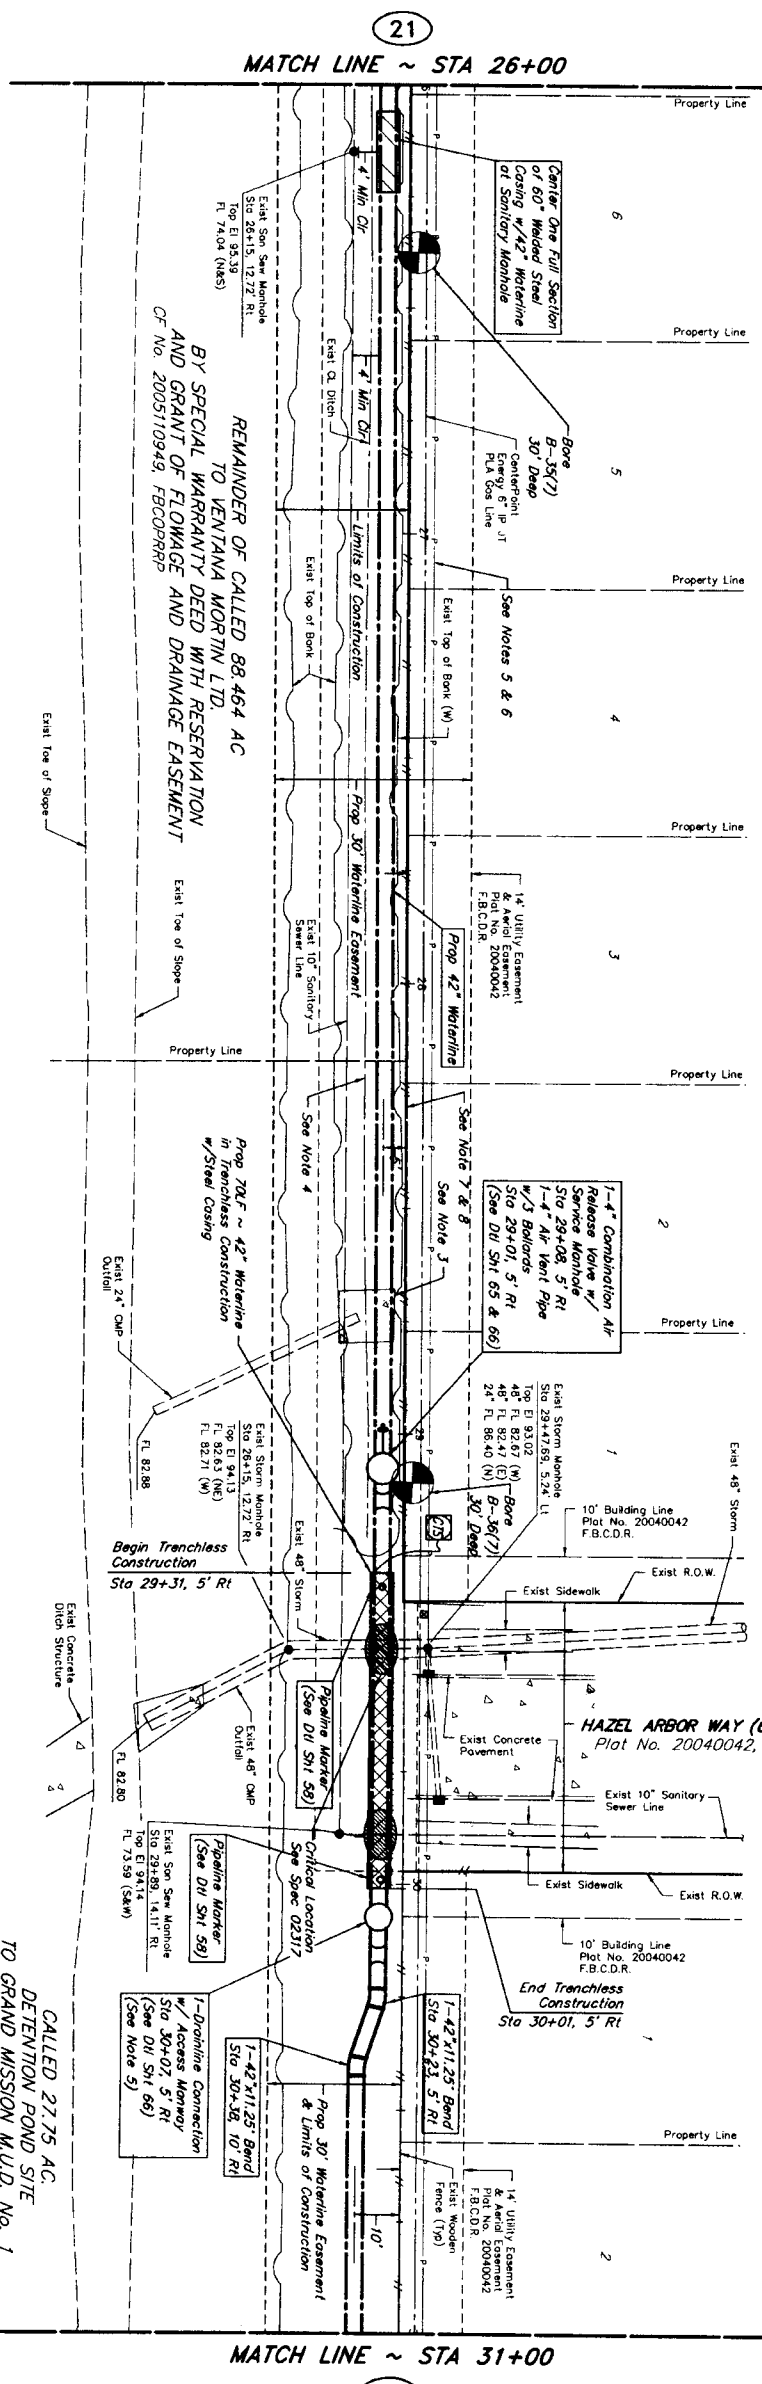 21
MATCH LINE ~ STA 26+00
Property Line
6
Center One Full Section
of 60" Welded Steel
Casing w/42" Waterline
at Sanitary Manhole
4' Min Clr
Exist San Sew Manhole
Sta 26+15, 12.72' Rt
Top El 95.39
FL 74.04 (N&S)
Property Line
Bore
B-35(7)
30' Deep
CenterPoint
Energy 6" IP JT
PLA Gas Line
5
4' Min Clr
Exist CL Ditch
REMAINDER OF CALLED 88.464 AC
TO VENTANA MORTIN LTD.
BY SPECIAL WARRANTY DEED WITH RESERVATION
AND GRANT OF FLOWAGE AND DRAINAGE EASEMENT
CF No. 2005110949, FBCOPRRP
27
Limits of Construction
Exist Top of Bank
Property Line
See Notes 5 & 6
Exist Top of Bank (W)
4
Exist Toe of Slope
Prop 30' Waterline Easement
Property Line
14' Utility Easement
& Aerial Easement
Plat No. 20040042
F.B.C.D.R.
Exist Toe of Slope
Exist 10" Sanitary
Sewer Line
Prop 42" Waterline
3
28
Property Line
Property Line
See Note 4
See Note 7 & 8
5'
See Note 3
Prop 70LF ~ 42" Waterline
in Trenchless Construction
w/Steel Casing
1-4" Combination Air
Release Valve w/
Service Manhole
Sta 29+08, 5' Rt
1-4" Air Vent Pipe
w/3 Bollards
Sta 29+01, 5' Rt
(See Dtl Sht 65 & 66)
2
Property Line
Exist 24" CMP
Outfall
FL 82.88
Exist Storm Manhole
Sta 29+47.69, 5.24' Lt
Top El 93.02
48" FL 82.67 (W)
48" FL 82.47 (E)
24" FL 86.40 (N)
29
Bore
B-36(7)
30' Deep
CTS
1
Exist 48" Storm
Exist Storm Manhole
Sta 26+15, 12.72' Rt
Top El 94.13
FL 82.63 (NE)
FL 82.71 (W)
Exist 48" Storm
10' Building Line
Plat No. 20040042
F.B.C.D.R.
Begin Trenchless
Construction
Sta 29+31, 5' Rt
Exist R.O.W.
Exist Sidewalk
Exist Concrete
Ditch Structure
FL 82.80
Exist 48" CMP
Outfall
Pipeline Marker
(See Dtl Sht 58)
HAZEL ARBOR WAY (
Plat No. 20040042,
Exist Concrete
Pavement
Exist 10" Sanitary
Sewer Line
Critical Location
See Spec 02317
Pipeline Marker
(See Dtl Sht 58)
Exist San Sew Manhole
Sta 29+89, 14.11' Rt
Top El 94.14
FL 73.59 (S&W)
Exist Sidewalk
Exist R.O.W.
30
10' Building Line
Plat No. 20040042
F.B.C.D.R.
End Trenchless
Construction
Sta 30+01, 5' Rt
1
1-Drainline Connection
w/ Access Manway
Sta 30+07, 5' Rt
(See Dtl Sht 66)
(See Note 5)
1-42"x11.25° Bend
Sta 30+23, 5' Rt
1-42"x11.25° Bend
Sta 30+38, 10' Rt
CALLED 27.75 AC.
DETENTION POND SITE
TO GRAND MISSION M.U.D. No. 1
Prop 30' Waterline Easement
& Limits of Construction
Property Line
10'
Exist Wooden
Fence (Typ)
14' Utility Easement
& Aerial Easement
Plat No. 20040042
F.B.C.D.R.
2
MATCH LINE ~ STA 31+00